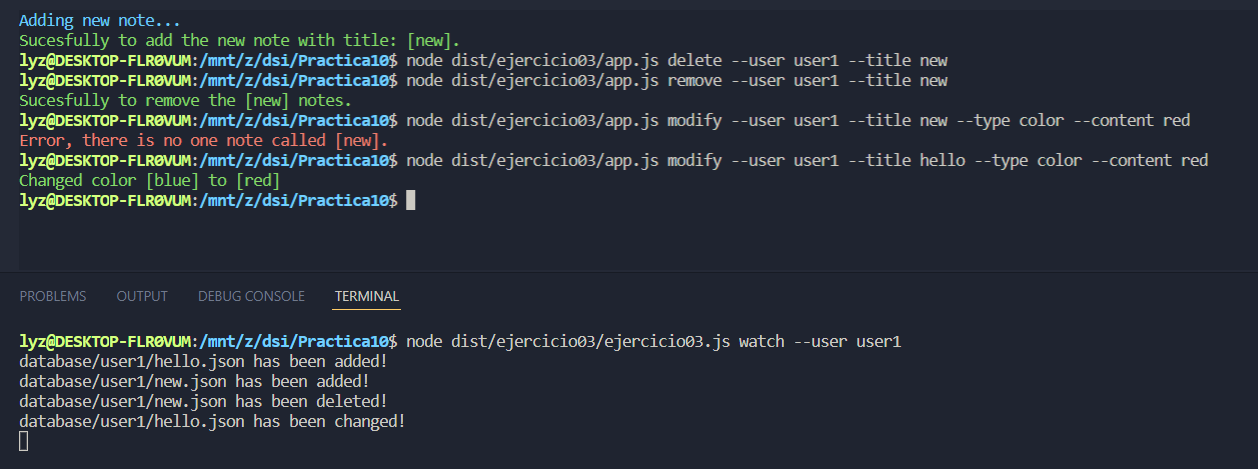 Adding new note...
Sucesfully to add the new note with title: [new].
lyz@DESKTOP-FLR0VUM:/mnt/z/dsi/Practica10$ node dist/ejercicio03/app.js delete --user user1 --title new
lyz@DESKTOP-FLR0VUM:/mnt/z/dsi/Practica10$ node dist/ejercicio03/app.js remove --user user1 --title new
Sucesfully to remove the [new] notes.
lyz@DESKTOP-FLR0VUM:/mnt/z/dsi/Practica10$ node dist/ejercicio03/app.js modify --user user1 --title new --type color --content red
Error, there is no one note called [new].
lyz@DESKTOP-FLR0VUM:/mnt/z/dsi/Practica10$ node dist/ejercicio03/app.js modify --user user1 --title hello --type color --content red
Changed color [blue] to [red]
lyz@DESKTOP-FLR0VUM:/mnt/z/dsi/Practica10$
PROBLEMS OUTPUT DEBUG CONSOLE TERMINAL
lyz@DESKTOP-FLR0VUM:/mnt/z/dsi/Practica10$ node dist/ejercicio03/ejercicio03.js watch --user user1
database/user1/hello.json has been added!
database/user1/new.json has been added!
database/user1/new.json has been deleted!
database/user1/hello.json has been changed!